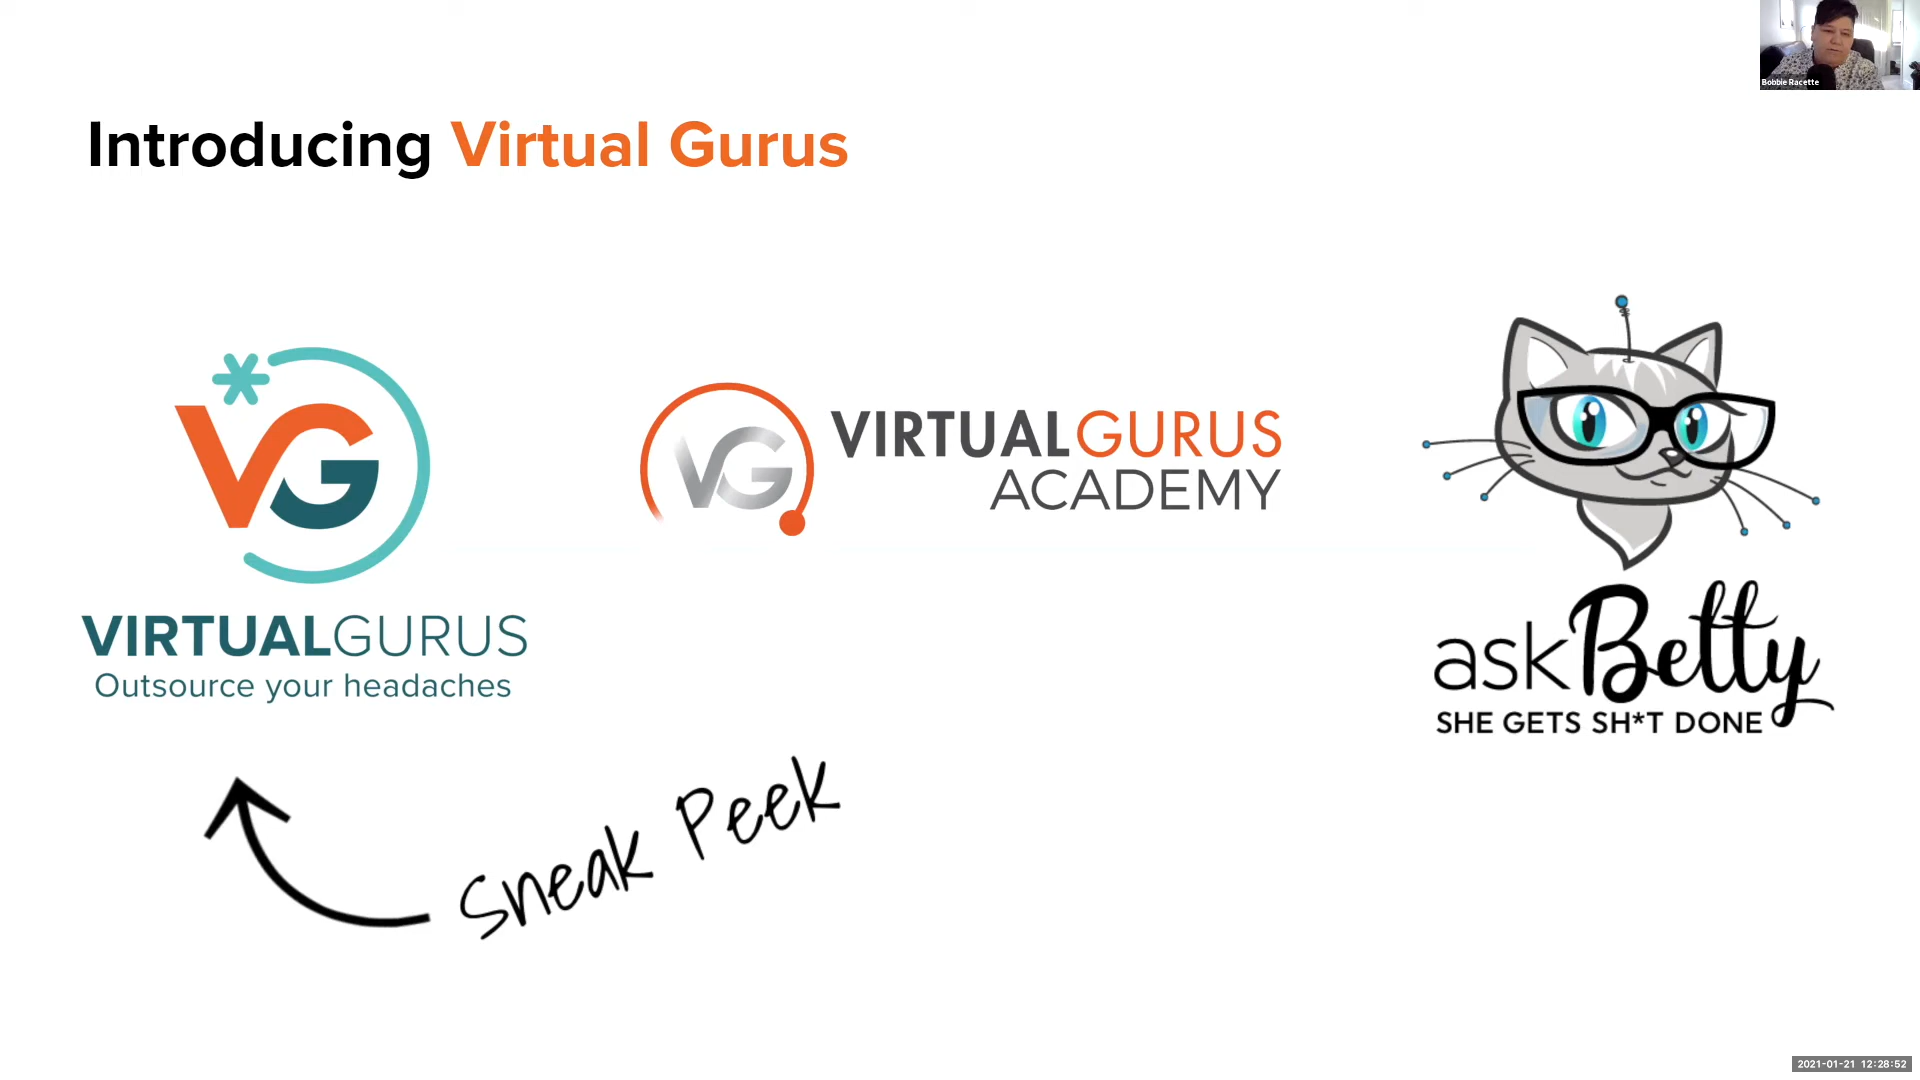 Bobbie Racette
Introducing Virtual Gurus
VG
VIRTUALGURUS
Outsource your headaches
VG
VIRTUALGURUS
ACADEMY
askBetty
SHE GETS SH*T DONE
Sneak Peek
2021-01-21 12:28:52